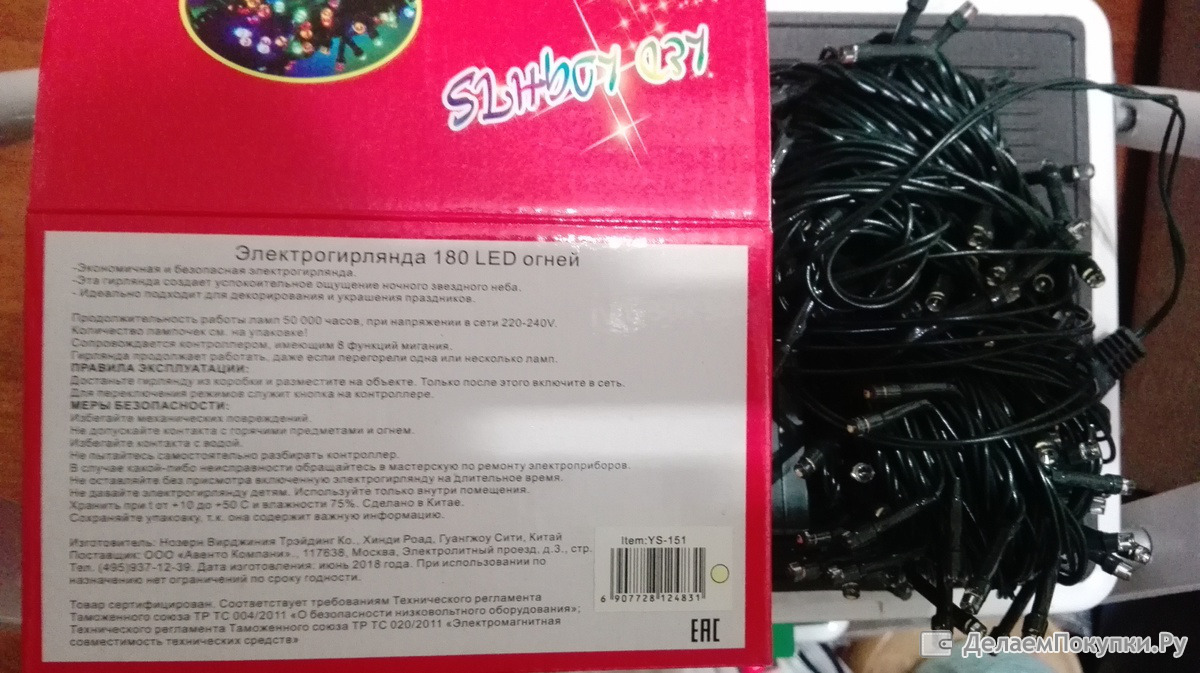 Электрогирлянда 180 LED огней
-Экономичная и безопасная электрогирлянда.
-Эта гирлянда создает успокоительное ощущение ночного звездного неба.
- Идеально подходит для декорирования и украшения праздников.
Продолжительность работы ламп 50 000 часов, при напряжении в сети 220-240V.
Количество лампочек см. на упаковке!
Сопровождается контроллером, имеющим 8 функций мигания.
Гирлянда продолжает работать, даже если перегорели одна или несколько ламп.
ПРАВИЛА ЭКСПЛУАТАЦИИ:
Достаньте гирлянду из коробки и разместите на объекте. Только после этого включите в сеть.
Для переключения режимов служит кнопка на контроллере.
МЕРЫ БЕЗОПАСНОСТИ:
Избегайте механических повреждений.
Не допускайте контакта с горячими предметами и огнем.
Избегайте контакта с водой.
Не пытайтесь самостоятельно разбирать контроллер.
В случае какой-либо неисправности обращайтесь в мастерскую по ремонту электроприборов.
Не оставляйте без присмотра включенную электрогирлянду на длительное время.
Не давайте электрогирлянду детям. Используйте только внутри помещения.
Хранить при t от +10 до +50 С и влажности 75%. Сделано в Китае.
Сохраняйте упаковку, т.к. она содержит важную информацию.
Изготовитель: Нозерн Вирджиния Трэйдинг Ко., Хинди Роад, Гуангжоу Сити, Китай
Поставщик: ООО «Авенто Компани»., 117638, Москва, Электролитный проезд, д.3., стр.
Тел. (495)937-12-39. Дата изготовления: июнь 2018 года. При использовании по
назначению нет ограничений по сроку годности.
Item:YS-151
6 907728 124831
Товар сертифицирован. Соответствует требованиям Технического регламента
Таможенного союза ТР ТС 004/2011 «О безопасности низковольтного оборудования»;
Технического регламента Таможенного союза ТР ТС 020/2011 «Электромагнитная
совместимость технических средств»
EAC
ДелаемПокупки.Ру